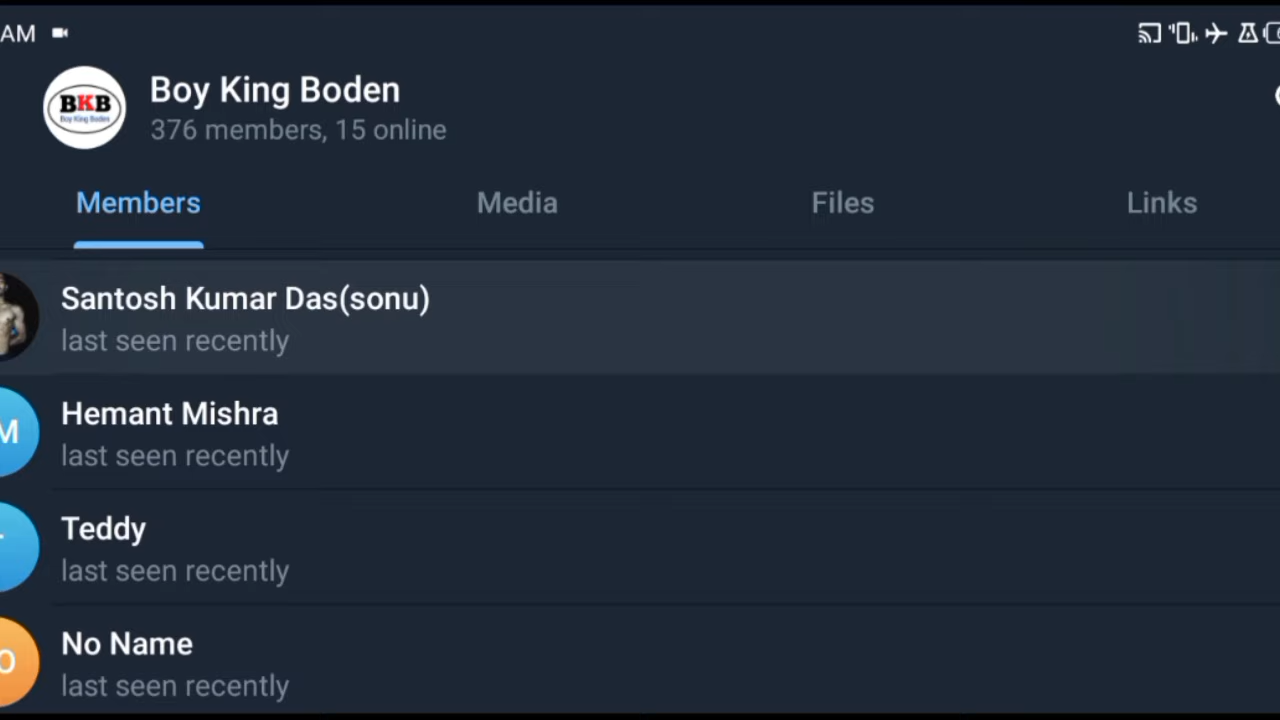 AM
Boy King Boden
BKB
Boy King Boden
376 members, 15 online
Members Media Files Links
Santosh Kumar Das(sonu)
last seen recently
M
Hemant Mishra
last seen recently
Teddy
last seen recently
No Name
last seen recently